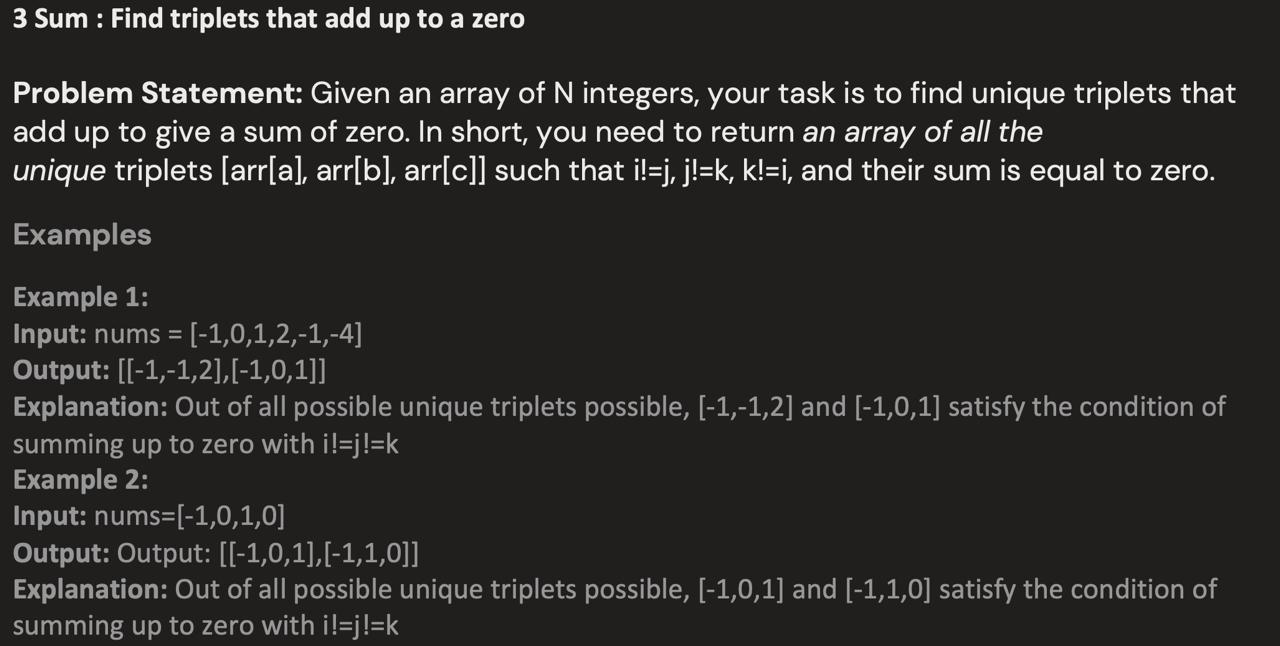 3 Sum : Find triplets that add up to a zero
Problem Statement: Given an array of N integers, your task is to find unique triplets that
add up to give a sum of zero. In short, you need to return an array of all the
unique triplets [arr[a], arr[b], arr[c]] such that i!=j, j!=k, k!=i, and their sum is equal to zero.
Examples
Example 1:
Input: nums = [-1,0,1,2,-1,-4]
Output: [[-1,-1,2],[-1,0,1]]
Explanation: Out of all possible unique triplets possible, [-1,-1,2] and [-1,0,1] satisfy the condition of
summing up to zero with i!=j!=k
Example 2:
Input: nums=[-1,0,1,0]
Output: Output: [[-1,0,1],[-1,1,0]]
Explanation: Out of all possible unique triplets possible, [-1,0,1] and [-1,1,0] satisfy the condition of
summing up to zero with i!=j!=k